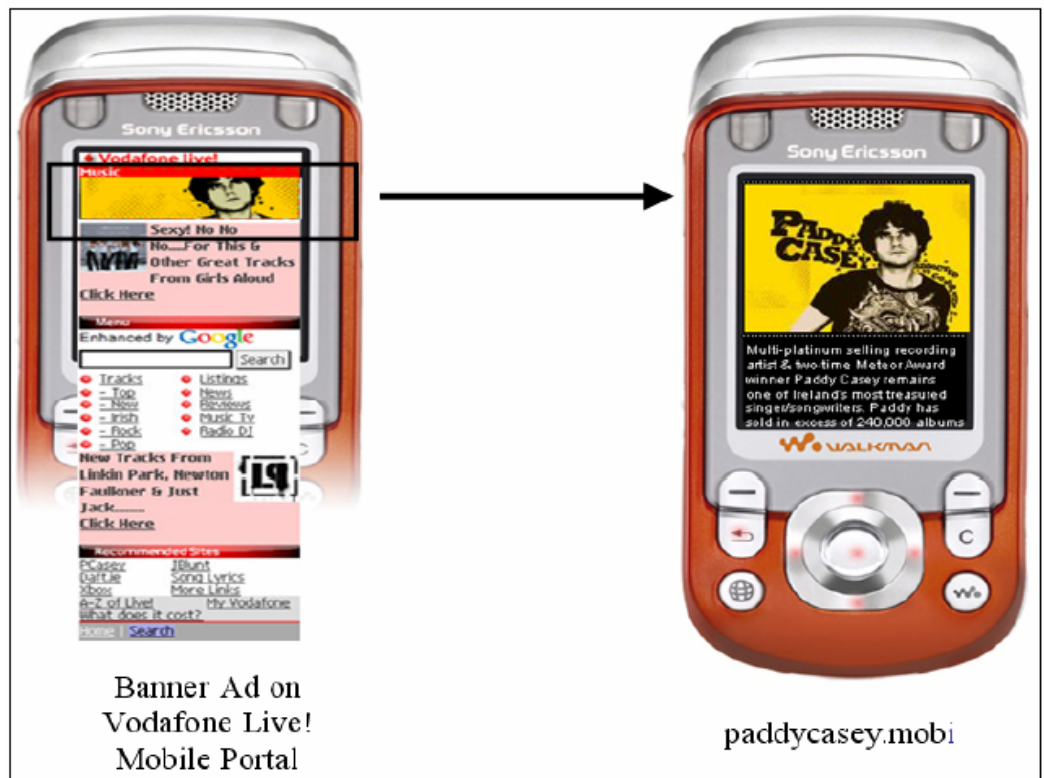 Sony Ericsson
Vodafone live!
Music
Sexy! No No
No....For This &
Other Great Tracks
From Girls Aloud
Click Here
Menu
Enhanced by Google
Search
Tracks
Listings
- Top
News
- New
Reviews
- Irish
Music Tv
- Rock
Radio DJ
- Pop
New Tracks From
Linkin Park, Newton
Faulkner & Just
Jack.......
Click Here
LP
Recommended Sites
PCasey JBlunt
Daft.ie Song Lyrics
Xbox More Links
A-Z of Live! My Vodafone
What does it cost?
Home | Search
Banner Ad on
Vodafone Live!
Mobile Portal
Sony Ericsson
PADDY
CASEY
ADDICTED
Multi-platinum selling recording
artist & two-time Meteor Award
winner Paddy Casey remains
one of Ireland's most treasured
singer/songwriters. Paddy has
sold in excess of 240,000 albums
WALKMAN
C
paddycasey.mobi